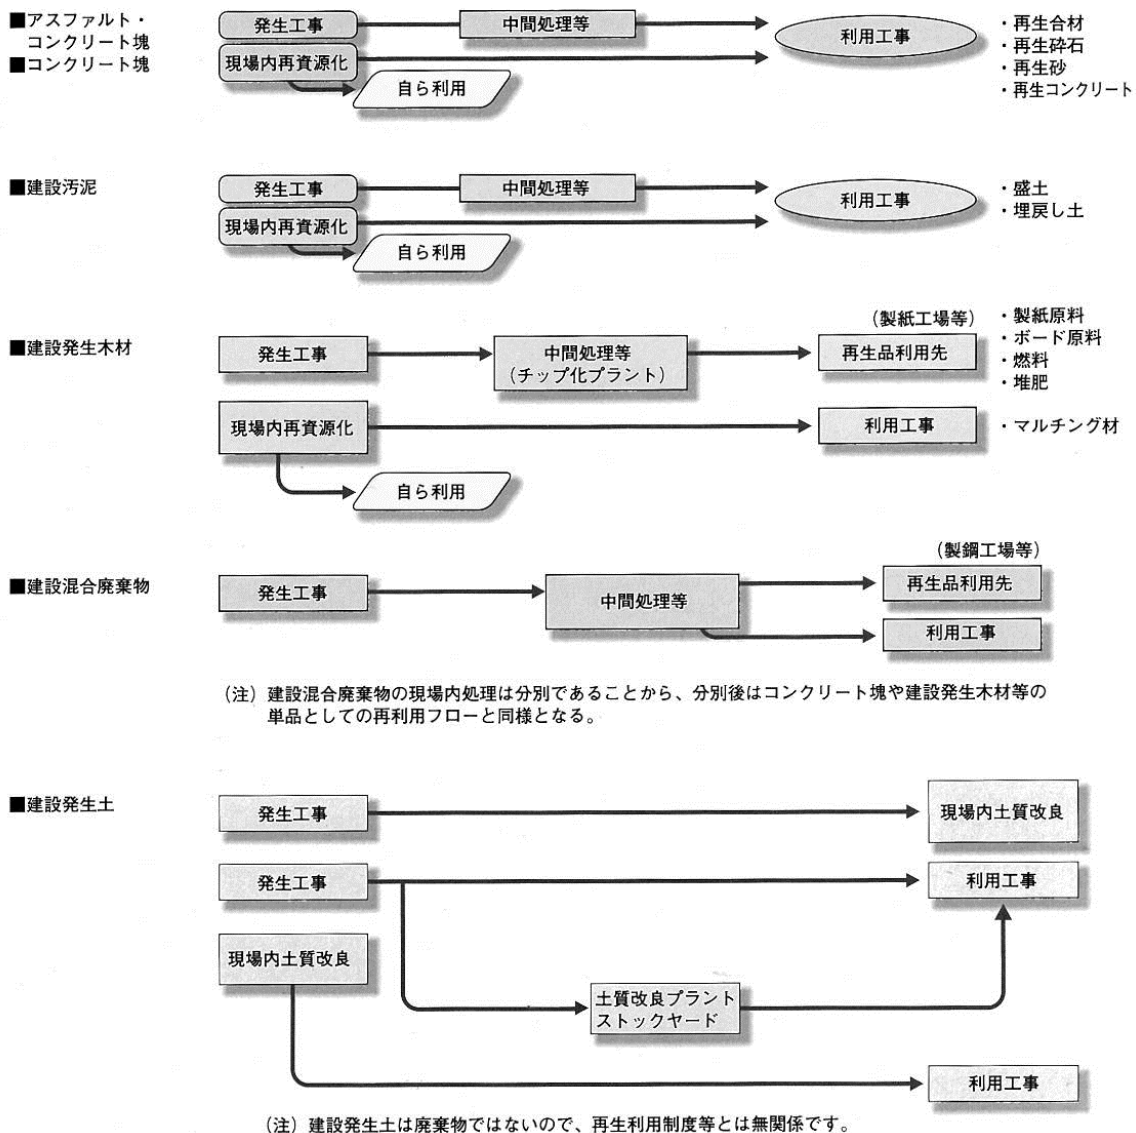 ■アスファルト・
コンクリート塊
■コンクリート塊
発生工事
中間処理等
利用工事
現場内再資源化
自ら利用
・再生合材
・再生砕石
・再生砂
・再生コンクリート
■建設汚泥
発生工事
中間処理等
利用工事
現場内再資源化
自ら利用
・盛土
・埋戻し土
■建設発生木材
発生工事
中間処理等
（チップ化プラント）
（製紙工場等）
再生品利用先
・製紙原料
・ボード原料
・燃料
・堆肥
現場内再資源化
利用工事
・マルチング材
自ら利用
■建設混合廃棄物
発生工事
中間処理等
（製鋼工場等）
再生品利用先
利用工事
（注）建設混合廃棄物の現場内処理は分別であることから、分別後はコンクリート塊や建設発生木材等の
単品としての再利用フローと同様となる。
■建設発生土
発生工事
現場内土質改良
発生工事
利用工事
現場内土質改良
土質改良プラント
ストックヤード
利用工事
（注）建設発生土は廃棄物ではないので、再生利用制度等とは無関係です。